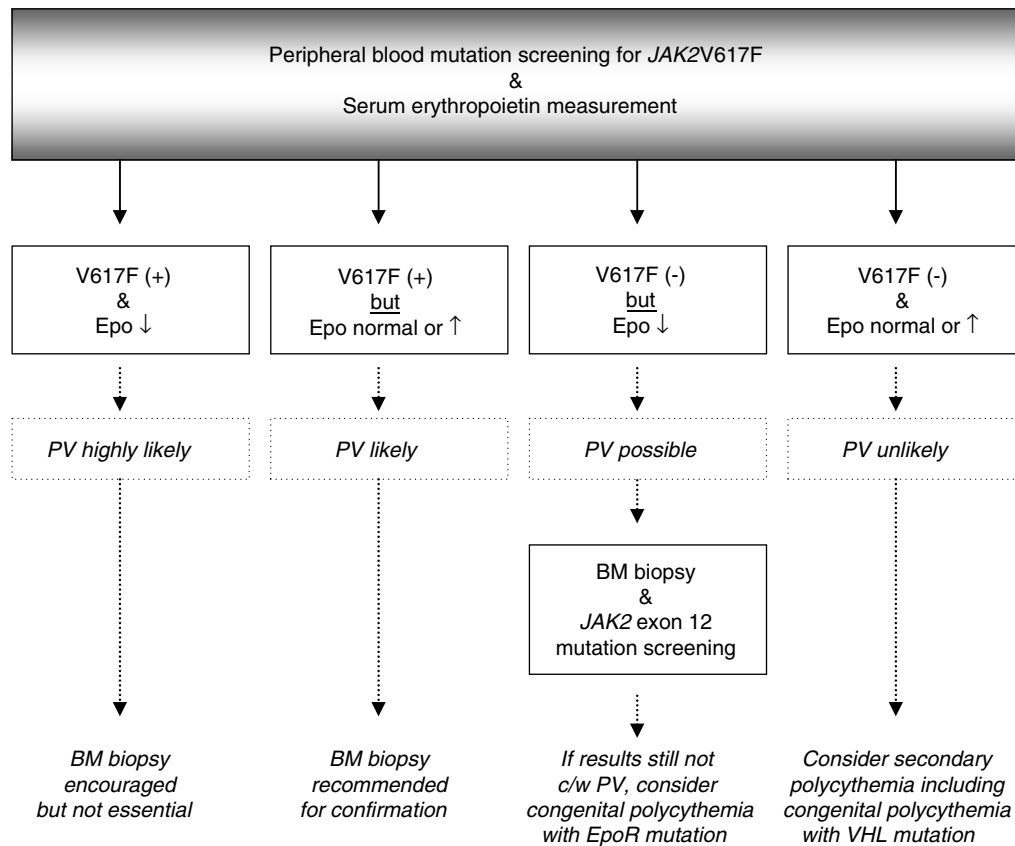 Peripheral blood mutation screening for JAK2V617F
&
Serum erythropoietin measurement
V617F (+)
&
Epo ↓
V617F (+)
but
Epo normal or ↑
V617F (-)
but
Epo ↓
V617F (-)
&
Epo normal or ↑
PV highly likely
PV likely
PV possible
PV unlikely
BM biopsy
&
JAK2 exon 12
mutation screening
BM biopsy
encouraged
but not essential
BM biopsy
recommended
for confirmation
If results still not
c/w PV, consider
congenital polycythemia
with EpoR mutation
Consider secondary
polycythemia including
congenital polycythemia
with VHL mutation